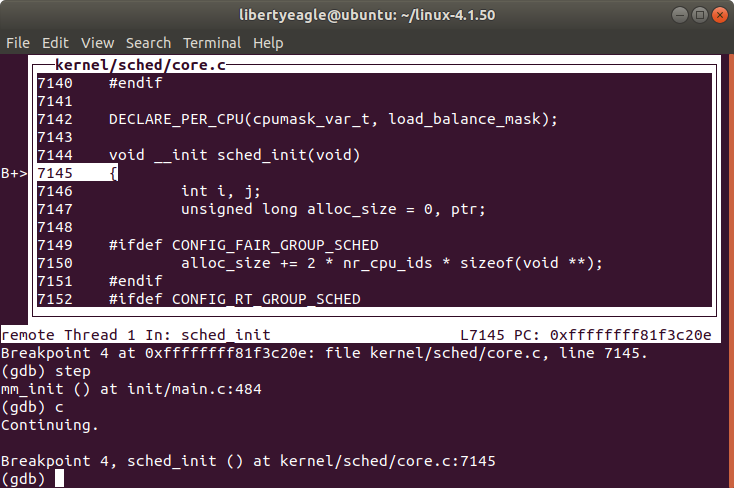 libertyeagle@ubuntu: ~/linux-4.1.50
File Edit View Search Terminal Help
kernel/sched/core.c
7140 #endif
7141
7142 DECLARE_PER_CPU(cpumask_var_t, load_balance_mask);
7143
7144 void __init sched_init(void)
B+> 7145 {
7146 int i, j;
7147 unsigned long alloc_size = 0, ptr;
7148
7149 #ifdef CONFIG_FAIR_GROUP_SCHED
7150 alloc_size += 2 * nr_cpu_ids * sizeof(void **);
7151 #endif
7152 #ifdef CONFIG_RT_GROUP_SCHED
remote Thread 1 In: sched_init L7145 PC: 0xffffffff81f3c20e
Breakpoint 4 at 0xffffffff81f3c20e: file kernel/sched/core.c, line 7145.
(gdb) step
mm_init () at init/main.c:484
(gdb) c
Continuing.
Breakpoint 4, sched_init () at kernel/sched/core.c:7145
(gdb)